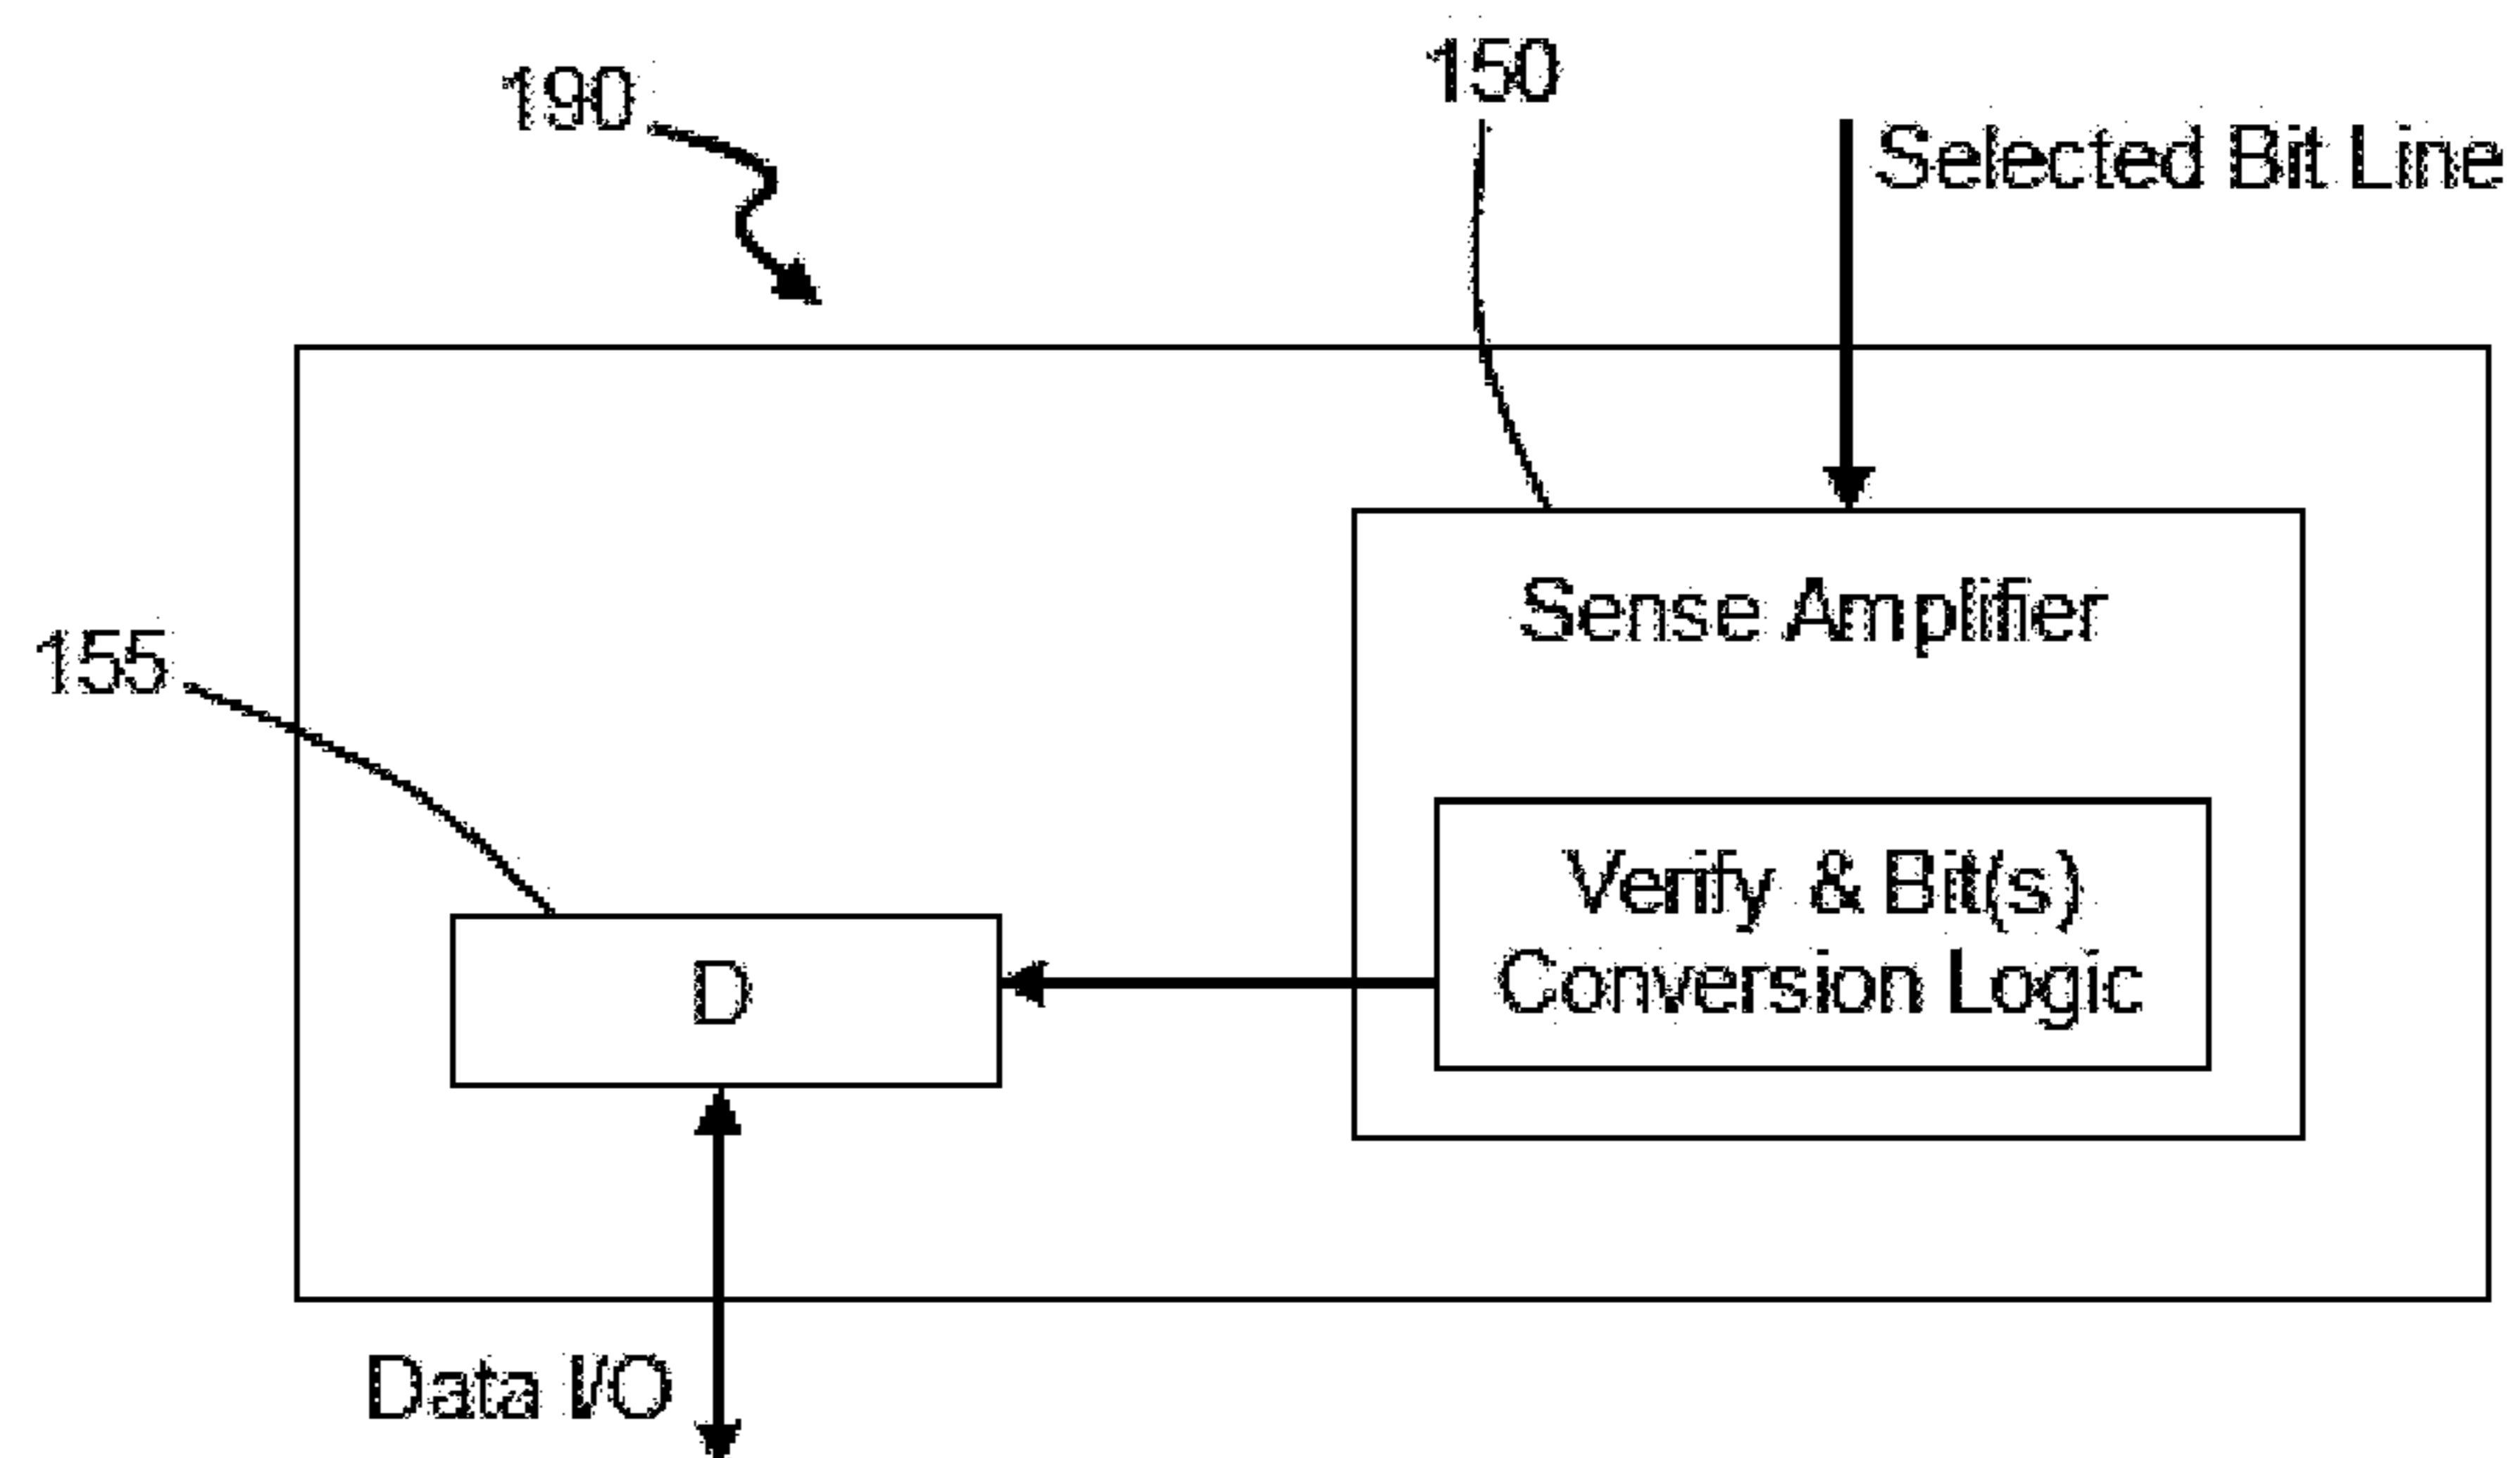 190
150
Selected Bit Line
Sense Amplifier
155
Verify & Bit(s)
Conversion Logic
D
Data I/O